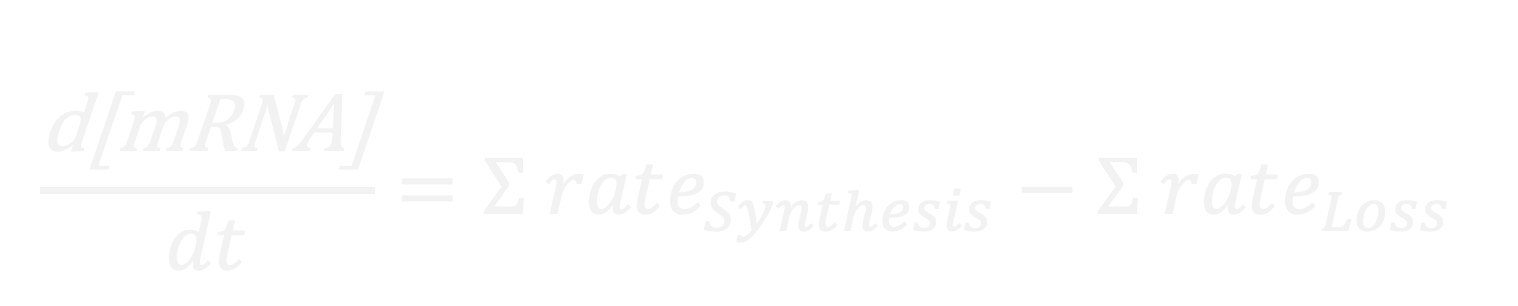 d[mRNA]/dt = Σ rate_Synthesis − Σ rate_Loss